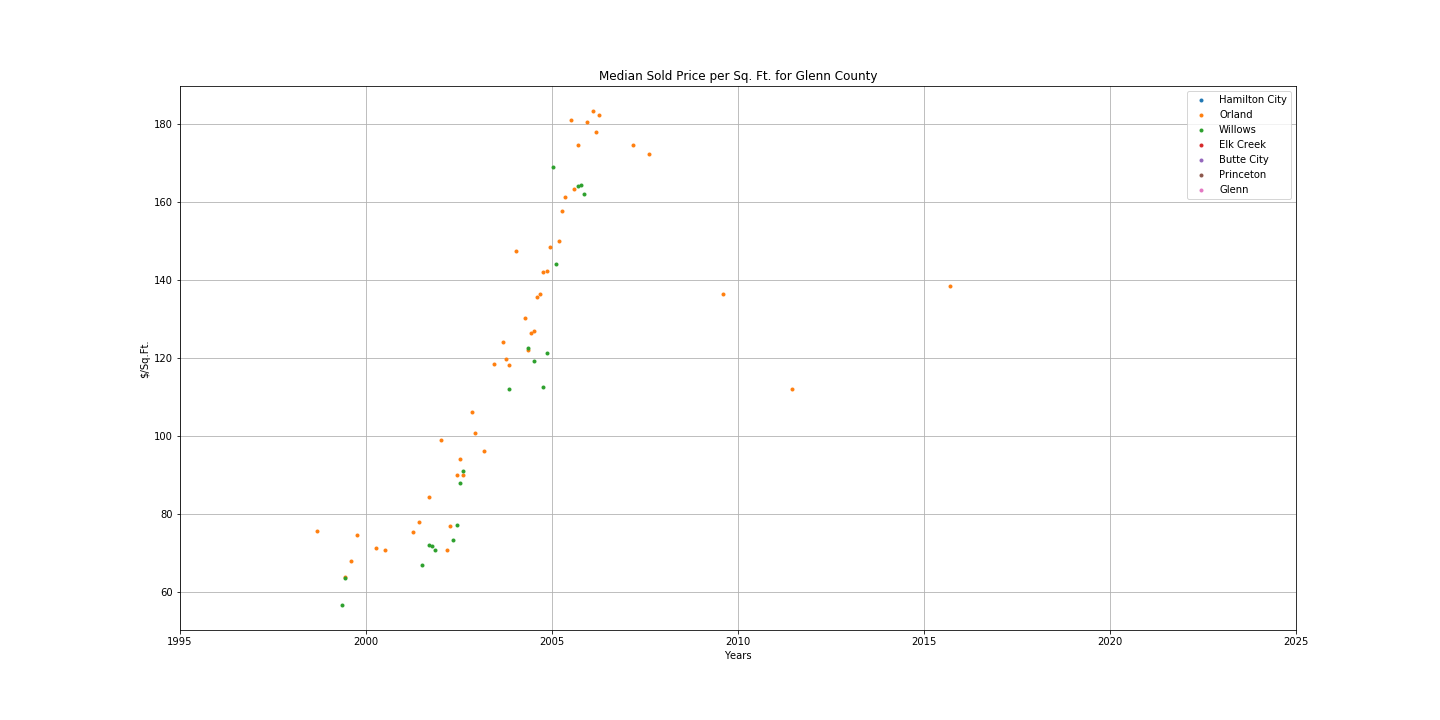 Median Sold Price per Sq. Ft. for Glenn County
Hamilton City
Orland
Willows
Elk Creek
Butte City
Princeton
Glenn
$/Sq.Ft.
180
160
140
120
100
80
60
1995 2000 2005 2010 2015 2020 2025
Years